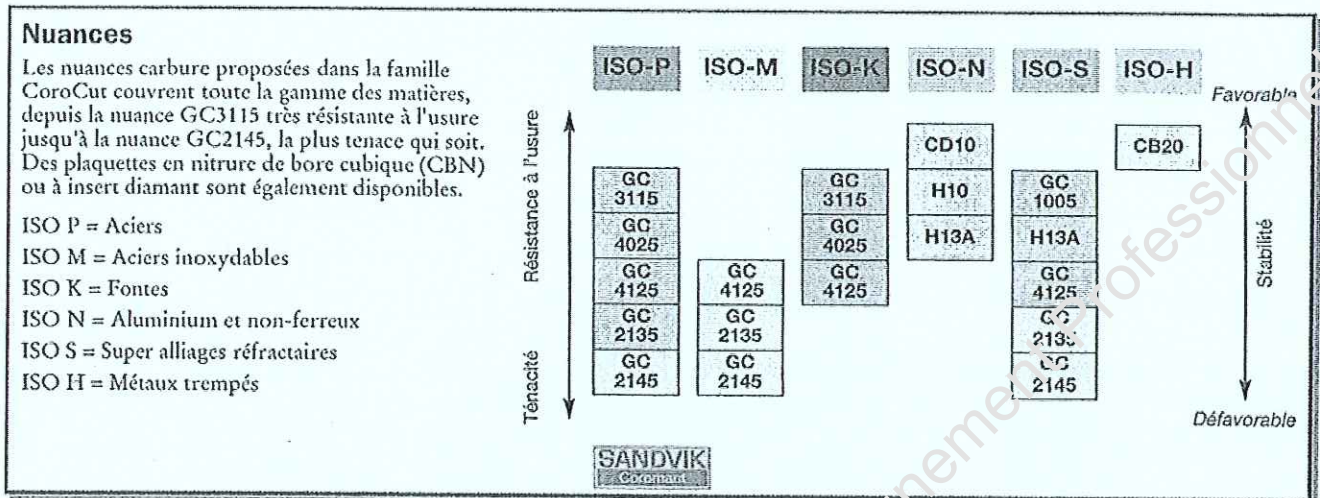 Nuances
Les nuances carbure proposées dans la famille
CoroCut couvrent toute la gamme des matières,
depuis la nuance GC3115 très résistante à l'usure
jusqu'à la nuance GC2145, la plus tenace qui soit.
Des plaquettes en nitrure de bore cubique (CBN)
ou à insert diamant sont également disponibles.
ISO P = Aciers
ISO M = Aciers inoxydables
ISO K = Fontes
ISO N = Aluminium et non-ferreux
ISO S = Super alliages réfractaires
ISO H = Métaux trempés
Résistance à l'usure
Ténacité
ISO-P
GC
3115
GC
4025
GC
4125
GC
2135
GC
2145
ISO-M
GC
4125
GC
2135
GC
2145
ISO-K
GC
3115
GC
4025
GC
4125
ISO-N
CD10
H10
H13A
ISO-S
GC
1005
H13A
GC
4125
GC
2135
GC
2145
ISO-H
CB20
Favorable
Stabilité
Défavorable
SANDVIK
Coromant
nement Professionne